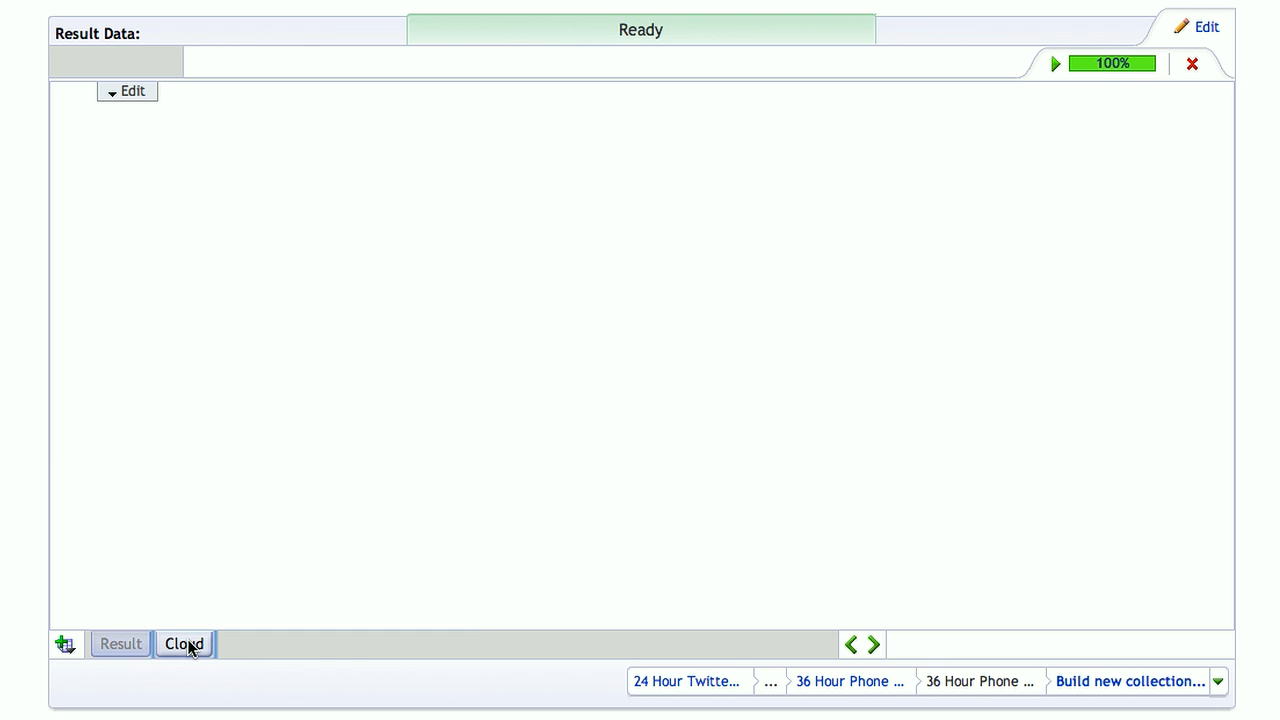 Result Data:
Ready
Edit
100%
Edit
Result
Cloud
24 Hour Twitte...
...
36 Hour Phone ...
36 Hour Phone ...
Build new collection...